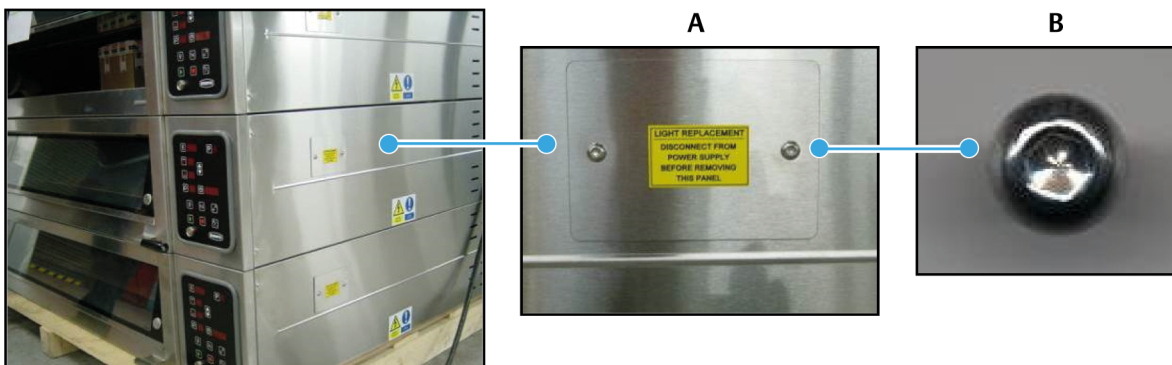 A
B
LIGHT REPLACEMENT
DISCONNECT FROM
POWER SUPPLY
BEFORE REMOVING
THIS PANEL